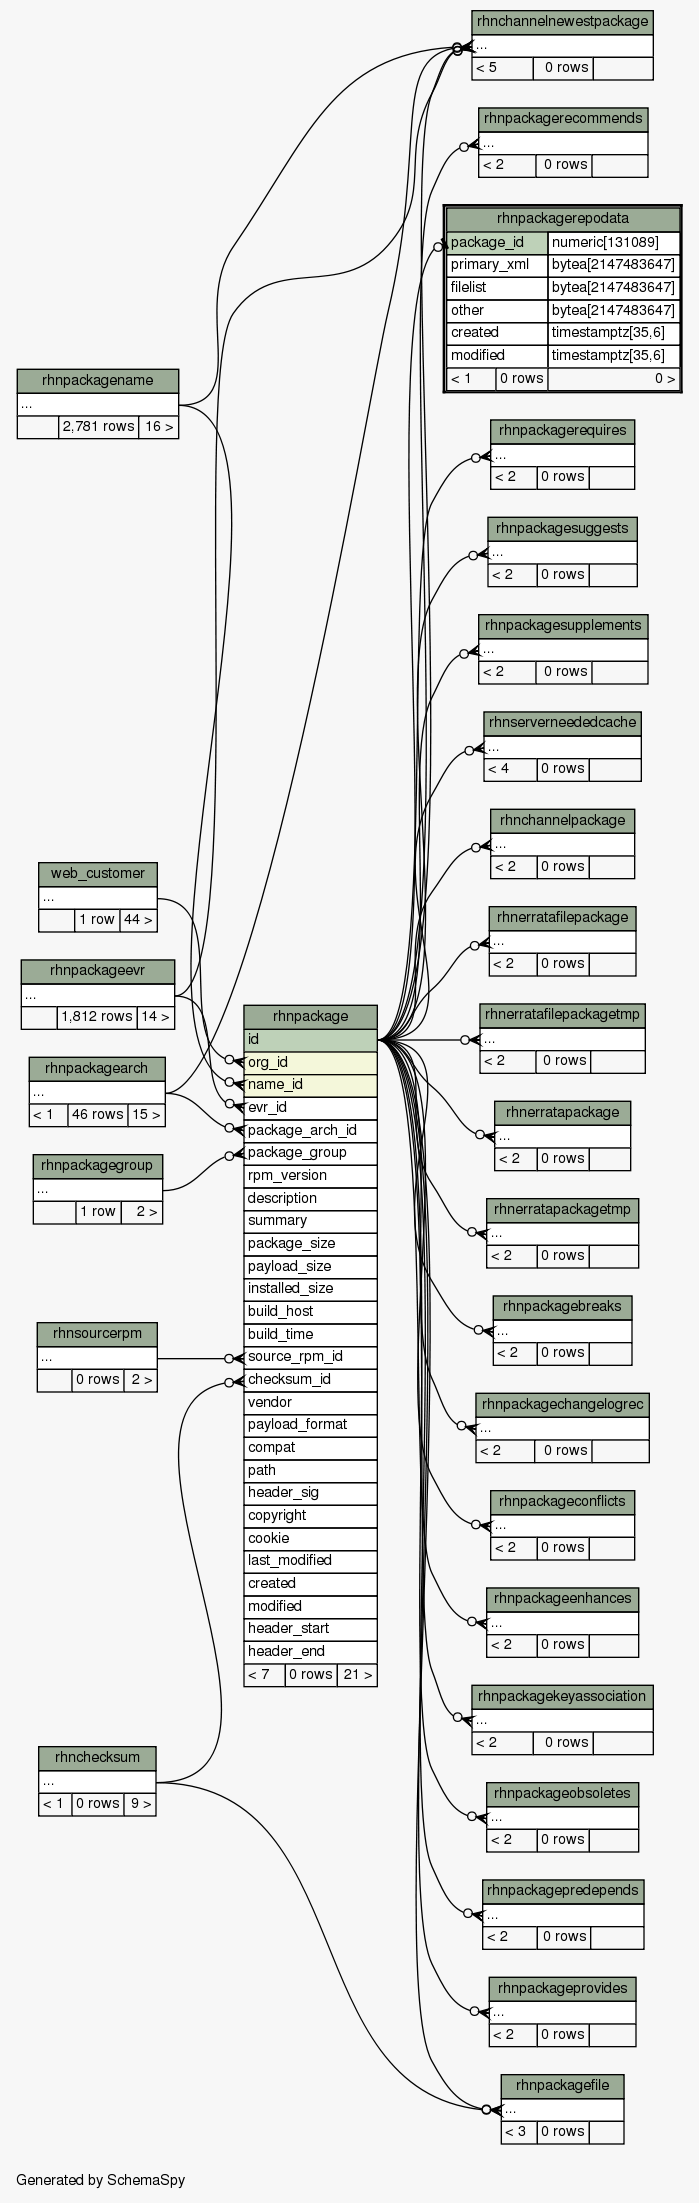 rhnchannelnewestpackage
...
< 5 0 rows
rhnpackagerecommends
...
< 2 0 rows
rhnpackagerepodata
package_id numeric[131089]
primary_xml bytea[2147483647]
filelist bytea[2147483647]
other bytea[2147483647]
created timestamptz[35,6]
modified timestamptz[35,6]
< 1 0 rows 0 >
rhnpackagename
...
2,781 rows 16 >
rhnpackagerequires
...
< 2 0 rows
rhnpackagesuggests
...
< 2 0 rows
rhnpackagesupplements
...
< 2 0 rows
rhnserverneededcache
...
< 4 0 rows
rhnchannelpackage
...
< 2 0 rows
web_customer
...
1 row 44 >
rhnerratafilepackage
...
< 2 0 rows
rhnpackageevr
...
1,812 rows 14 >
rhnerratafilepackagetmp
...
< 2 0 rows
rhnpackagearch
...
< 1 46 rows 15 >
rhnpackagegroup
...
1 row 2 >
rhnsourcerpm
...
0 rows 2 >
rhnchecksum
...
< 1 0 rows 9 >
rhnpackage
id
org_id
name_id
evr_id
package_arch_id
package_group
rpm_version
description
summary
package_size
payload_size
installed_size
build_host
build_time
source_rpm_id
checksum_id
vendor
payload_format
compat
path
header_sig
copyright
cookie
last_modified
created
modified
header_start
header_end
< 7 0 rows 21 >
rhnerratapackage
...
< 2 0 rows
rhnerratapackagetmp
...
< 2 0 rows
rhnpackagebreaks
...
< 2 0 rows
rhnpackagechangelogrec
...
< 2 0 rows
rhnpackageconflicts
...
< 2 0 rows
rhnpackageenhances
...
< 2 0 rows
rhnpackagekeyassociation
...
< 2 0 rows
rhnpackageobsoletes
...
< 2 0 rows
rhnpackagepredepends
...
< 2 0 rows
rhnpackageprovides
...
< 2 0 rows
rhnpackagefile
...
< 3 0 rows
Generated by SchemaSpy